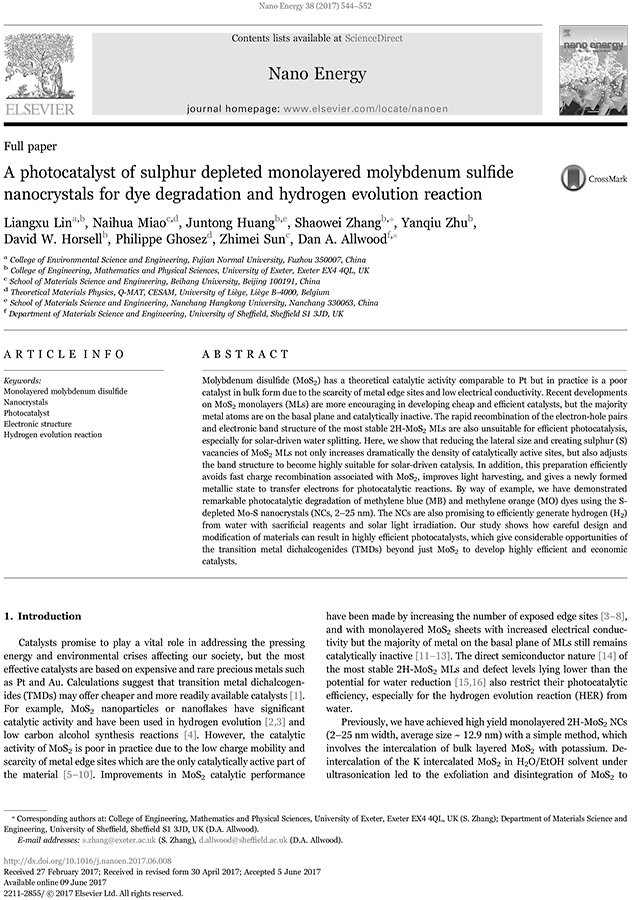 Nano Energy 38 (2017) 544–552
Contents lists available at ScienceDirect
Nano Energy
journal homepage: www.elsevier.com/locate/nanoen
ELSEVIER
nano energy
Full paper
A photocatalyst of sulphur depleted monolayered molybdenum sulfide
nanocrystals for dye degradation and hydrogen evolution reaction
CrossMark
Liangxu Linᵃ,ᵇ, Naihua Miaoᶜ,ᵈ, Juntong Huangᵇ,ᵉ, Shaowei Zhangᵇ,⁎, Yanqiu Zhuᵇ,
David W. Horsellᵇ, Philippe Ghosezᵈ, Zhimei Sunᶜ, Dan A. Allwoodᶠ,⁎
ᵃ College of Environmental Science and Engineering, Fujian Normal University, Fuzhou 350007, China
ᵇ College of Engineering, Mathematics and Physical Sciences, University of Exeter, Exeter EX4 4QL, UK
ᶜ School of Materials Science and Engineering, Beihang University, Beijing 100191, China
ᵈ Theoretical Materials Physics, Q-MAT, CESAM, University of Liège, Liège B-4000, Belgium
ᵉ School of Materials Science and Engineering, Nanchang Hangkong University, Nanchang 330063, China
ᶠ Department of Materials Science and Engineering, University of Sheffield, Sheffield S1 3JD, UK
ARTICLE INFO
Keywords:
Monolayered molybdenum disulfide
Nanocrystals
Photocatalyst
Electronic structure
Hydrogen evolution reaction
ABSTRACT
Molybdenum disulfide (MoS₂) has a theoretical catalytic activity comparable to Pt but in practice is a poor
catalyst in bulk form due to the scarcity of metal edge sites and low electrical conductivity. Recent developments
on MoS₂ monolayers (MLs) are more encouraging in developing cheap and efficient catalysts, but the majority
metal atoms are on the basal plane and catalytically inactive. The rapid recombination of the electron-hole pairs
and electronic band structure of the most stable 2H-MoS₂ MLs are also unsuitable for efficient photocatalysis,
especially for solar-driven water splitting. Here, we show that reducing the lateral size and creating sulphur (S)
vacancies of MoS₂ MLs not only increases dramatically the density of catalytically active sites, but also adjusts
the band structure to become highly suitable for solar-driven catalysis. In addition, this preparation efficiently
avoids fast charge recombination associated with MoS₂, improves light harvesting, and gives a newly formed
metallic state to transfer electrons for photocatalytic reactions. By way of example, we have demonstrated
remarkable photocatalytic degradation of methylene blue (MB) and methylene orange (MO) dyes using the S-
depleted Mo-S nanocrystals (NCs, 2–25 nm). The NCs are also promising to efficiently generate hydrogen (H₂)
from water with sacrificial reagents and solar light irradiation. Our study shows how careful design and
modification of materials can result in highly efficient photocatalysts, which give considerable opportunities of
the transition metal dichalcogenides (TMDs) beyond just MoS₂ to develop highly efficient and economic
catalysts.
1. Introduction
Catalysts promise to play a vital role in addressing the pressing
energy and environmental crises affecting our society, but the most
effective catalysts are based on expensive and rare precious metals such
as Pt and Au. Calculations suggest that transition metal dichalcogen-
ides (TMDs) may offer cheaper and more readily available catalysts [1].
For example, MoS₂ nanoparticles or nanoflakes have significant
catalytic activity and have been used in hydrogen evolution [2,3] and
low carbon alcohol synthesis reactions [4]. However, the catalytic
activity of MoS₂ is poor in practice due to the low charge mobility and
scarcity of metal edge sites which are the only catalytically active part of
the material [5–10]. Improvements in MoS₂ catalytic performance
have been made by increasing the number of exposed edge sites [3–8],
and with monolayered MoS₂ sheets with increased electrical conduc-
tivity but the majority of metal on the basal plane of MLs still remains
catalytically inactive [11–13]. The direct semiconductor nature [14] of
the most stable 2H-MoS₂ MLs and defect levels lying lower than the
potential for water reduction [15,16] also restrict their photocatalytic
efficiency, especially for the hydrogen evolution reaction (HER) from
water.
Previously, we have achieved high yield monolayered 2H-MoS₂ NCs
(2–25 nm width, average size ~ 12.9 nm) with a simple method, which
involves the intercalation of bulk layered MoS₂ with potassium. De-
intercalation of the K intercalated MoS₂ in H₂O/EtOH solvent under
ultrasonication led to the exfoliation and disintegration of MoS₂ to
⁎ Corresponding authors at: College of Engineering, Mathematics and Physical Sciences, University of Exeter, Exeter EX4 4QL, UK (S. Zhang); Department of Materials Science and
Engineering, University of Sheffield, Sheffield S1 3JD, UK (D.A. Allwood).
E-mail addresses: s.zhang@exeter.ac.uk (S. Zhang), d.allwood@sheffield.ac.uk (D.A. Allwood).
http://dx.doi.org/10.1016/j.nanoen.2017.06.008
Received 27 February 2017; Received in revised form 30 April 2017; Accepted 5 June 2017
Available online 09 June 2017
2211-2855/ © 2017 Elsevier Ltd. All rights reserved.